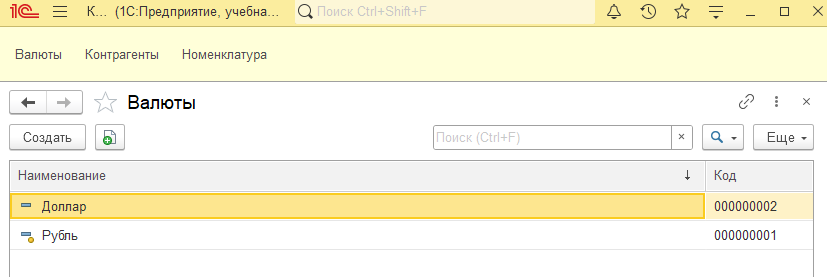 1С К... (1С:Предприятие, учебна... Поиск Ctrl+Shift+F
Валюты Контрагенты Номенклатура
Валюты
Создать Поиск (Ctrl+F) × Еще
Наименование ↓ Код
Доллар 000000002
Рубль 000000001